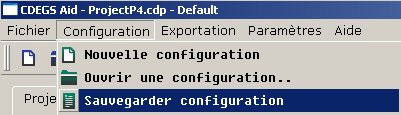 CDEGS Aid - ProjectP4.cdp - Default
Fichier Configuration Exportation Paramètres Aide
Nouvelle configuration
Ouvrir une configuration..
Proje
Sauvegarder configuration